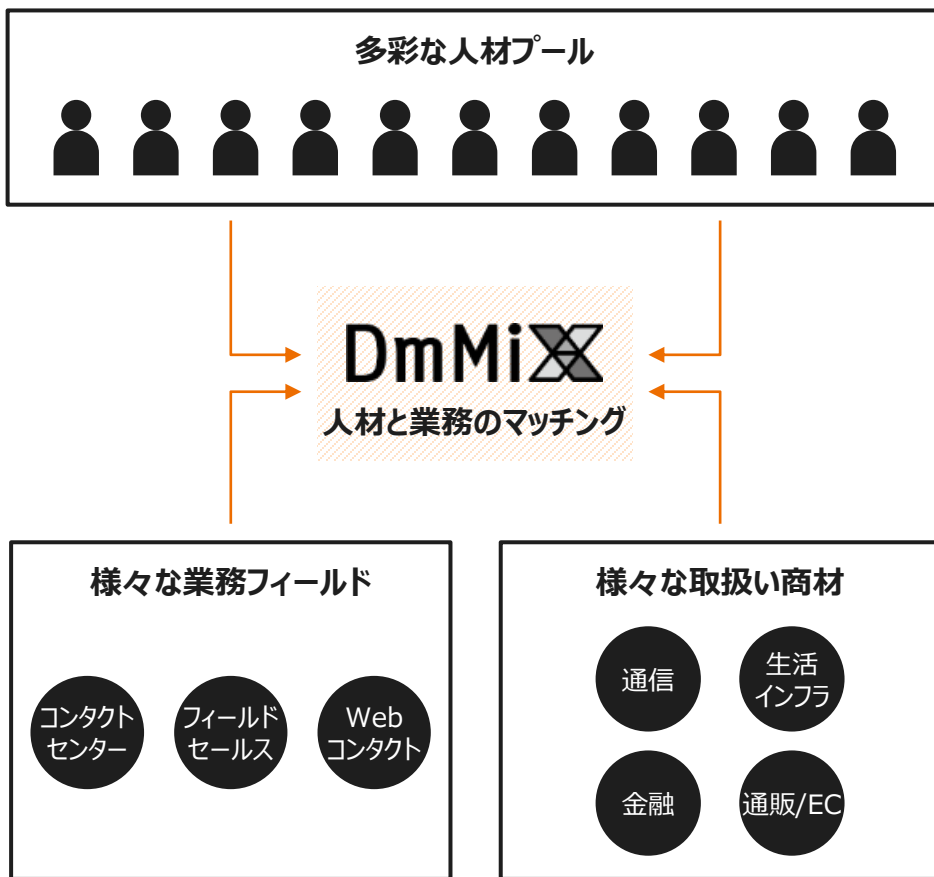 多彩な人材プール
DmMiX
人材と業務のマッチング
様々な業務フィールド
コンタクト
センター
フィールド
セールス
Web
コンタクト
様々な取扱い商材
通信
生活
インフラ
金融
通販/EC